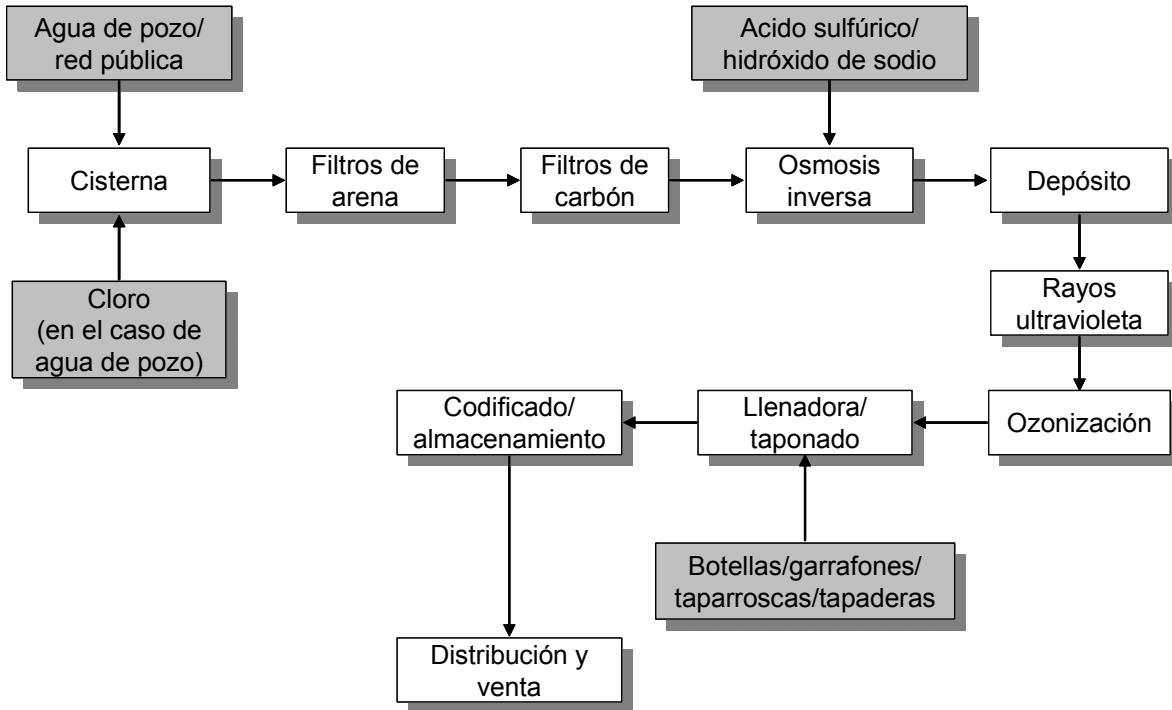 Agua de pozo/
red pública
Acido sulfúrico/
hidróxido de sodio
Cisterna
Filtros de
arena
Filtros de
carbón
Osmosis
inversa
Depósito
Cloro
(en el caso de
agua de pozo)
Rayos
ultravioleta
Codificado/
almacenamiento
Llenadora/
taponado
Ozonización
Botellas/garrafones/
taparroscas/tapaderas
Distribución y
venta